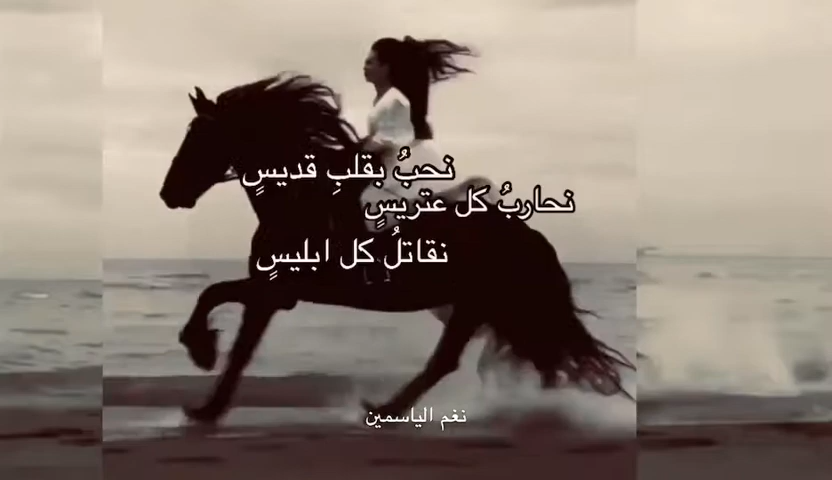 نحبُ بقلبِ قديسٍ
نحاربُ كل عتريسٍ
نقاتلُ كل ابليسٍ
نغم الياسمين